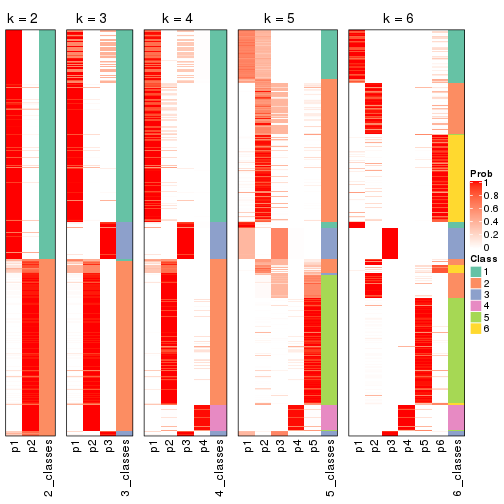 k = 2
k = 3
k = 4
k = 5
k = 6
Prob
1
0.8
0.6
0.4
0.2
0
Class
1
2
3
4
5
6
p1
p2
2_classes
p1
p2
p3
3_classes
p1
p2
p3
p4
4_classes
p1
p2
p3
p4
p5
5_classes
p1
p2
p3
p4
p5
p6
6_classes